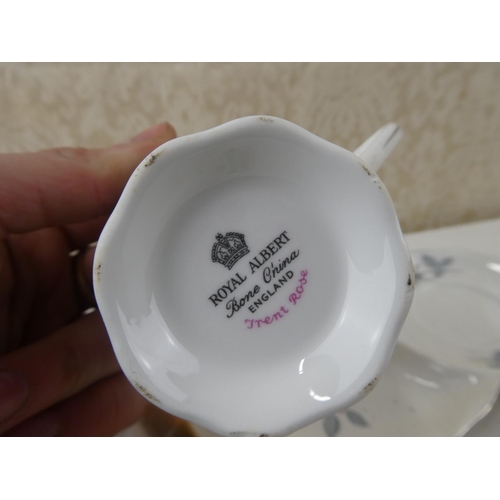 ROYAL ALBERT
Bone China
ENGLAND
Trent Rose